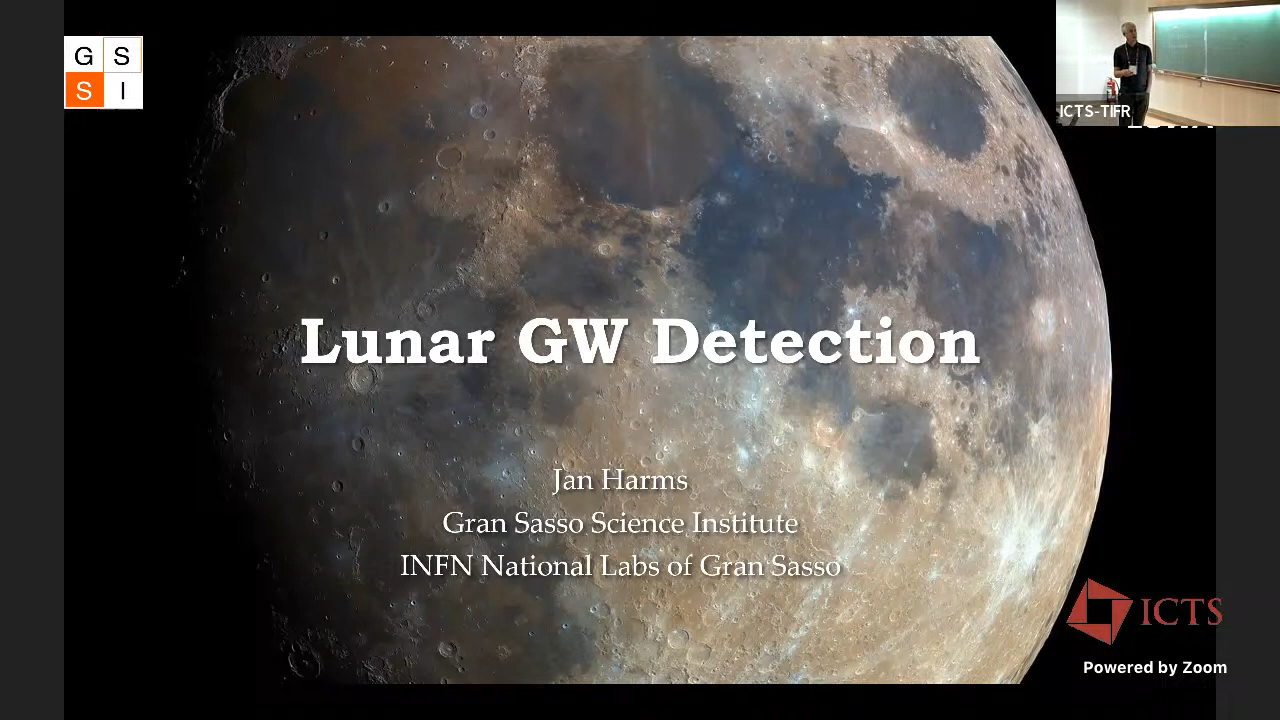 G S
S I
ICTS-TIFR
Lunar GW Detection
Jan Harms
Gran Sasso Science Institute
INFN National Labs of Gran Sasso
ICTS
Powered by Zoom